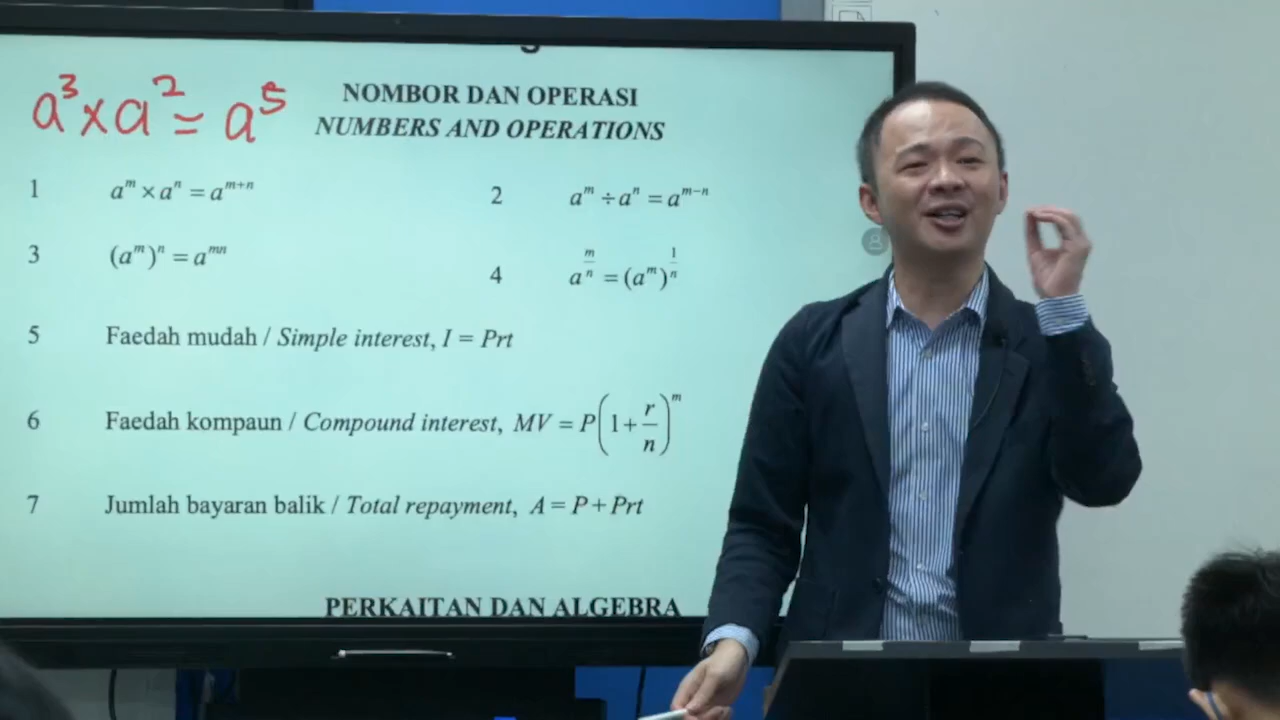 a³ × a² = a⁵
NOMBOR DAN OPERASI
NUMBERS AND OPERATIONS
1 aᵐ × aⁿ = aᵐ⁺ⁿ
2 aᵐ ÷ aⁿ = aᵐ⁻ⁿ
3 (aᵐ)ⁿ = aᵐⁿ
4 a^(m/n) = (aᵐ)^(1/n)
5 Faedah mudah / Simple interest, I = Prt
6 Faedah kompaun / Compound interest, MV = P(1 + r/n)ᵐ
7 Jumlah bayaran balik / Total repayment, A = P + Prt
PERKAITAN DAN ALGEBRA